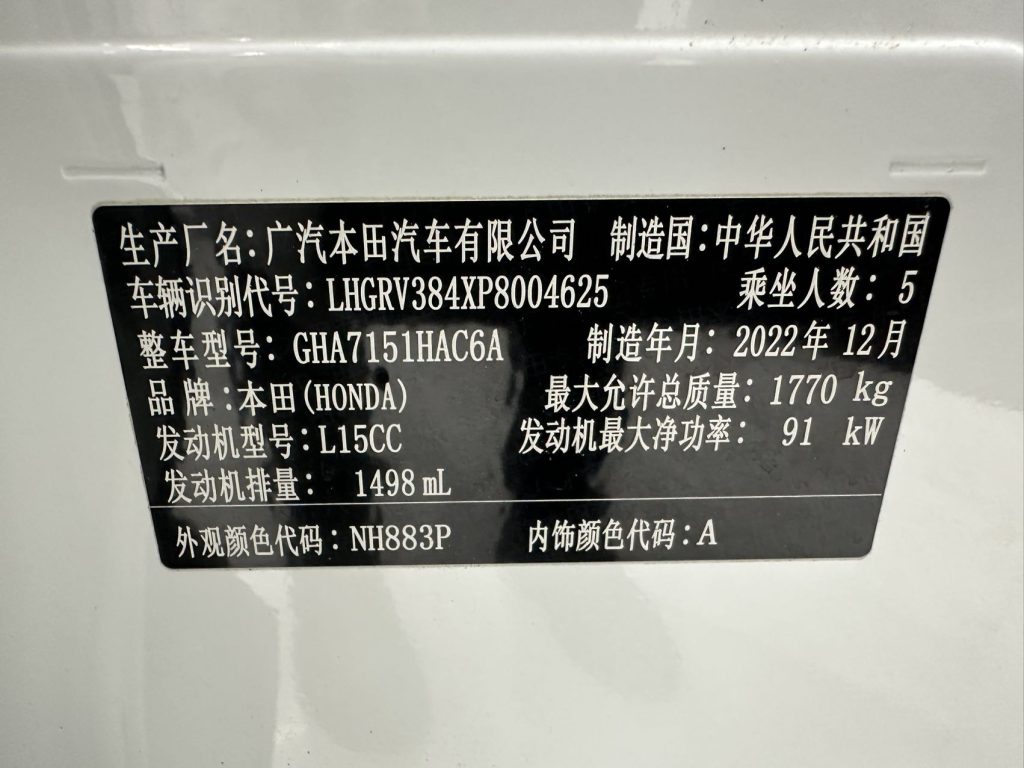 生产厂名：广汽本田汽车有限公司 制造国：中华人民共和国
车辆识别代号：LHGRV384XP8004625 乘坐人数：5
整车型号：GHA7151HAC6A 制造年月：2022年12月
品牌：本田(HONDA) 最大允许总质量：1770 kg
发动机型号：L15CC 发动机最大净功率：91 kW
发动机排量：1498 mL
外观颜色代码：NH883P 内饰颜色代码：A